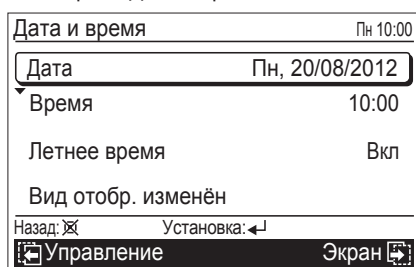 Дата и время Пн 10:00
Дата Пн, 20/08/2012
Время 10:00
Летнее время Вкл
Вид отобр. изменён
Назад: Установка:
Управление Экран